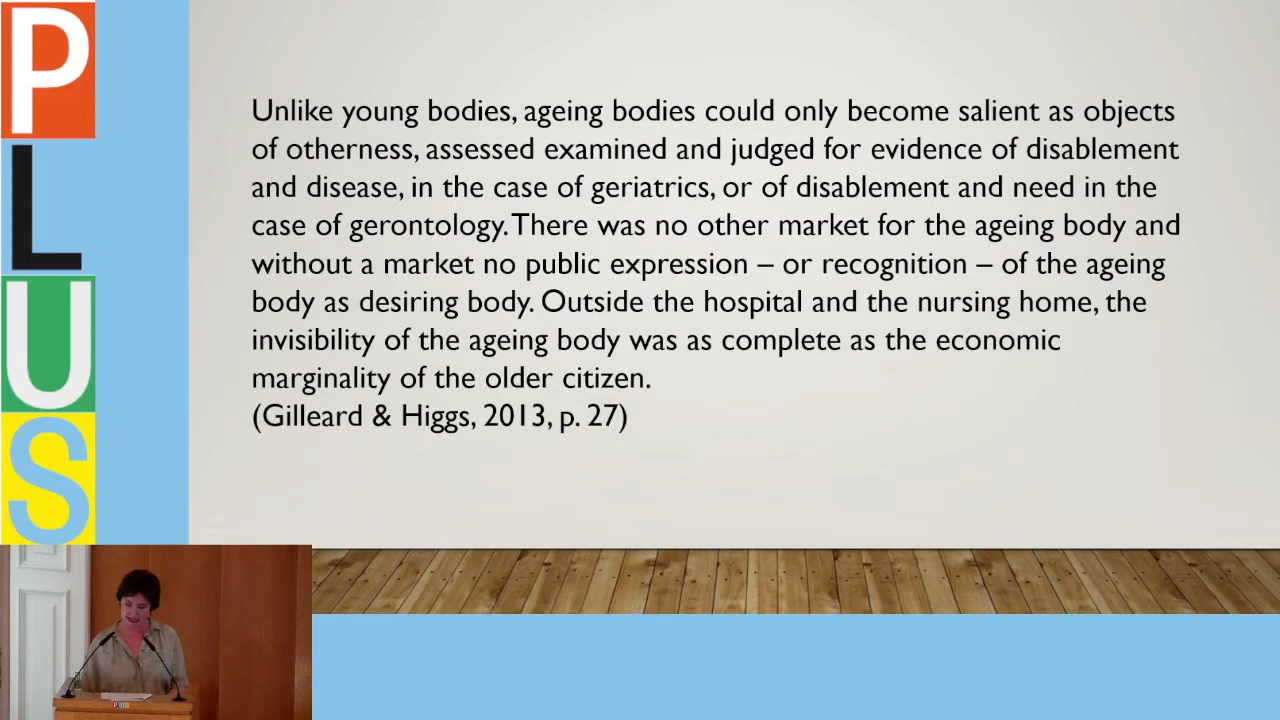 PLUS
Unlike young bodies, ageing bodies could only become salient as objects
of otherness, assessed examined and judged for evidence of disablement
and disease, in the case of geriatrics, or of disablement and need in the
case of gerontology. There was no other market for the ageing body and
without a market no public expression – or recognition – of the ageing
body as desiring body. Outside the hospital and the nursing home, the
invisibility of the ageing body was as complete as the economic
marginality of the older citizen.
(Gilleard & Higgs, 2013, p. 27)
PLUS